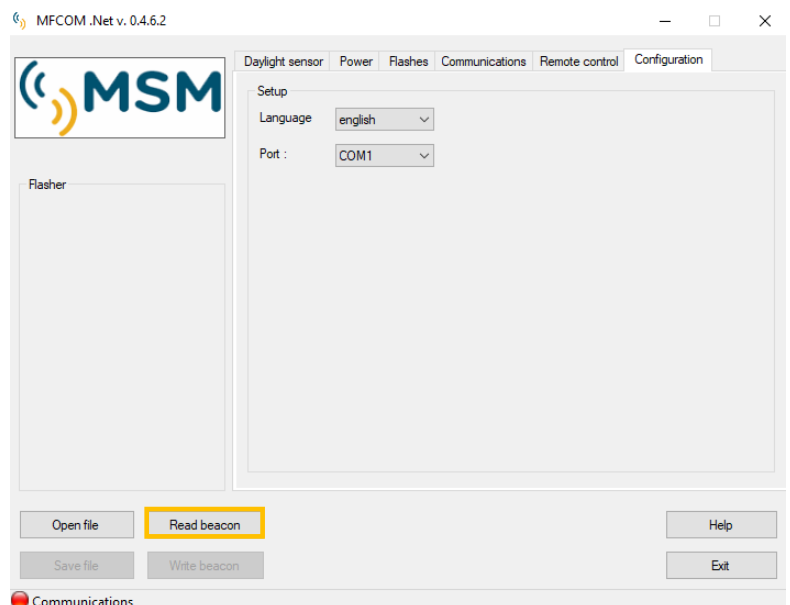 MFCOM .Net v. 0.4.6.2
MSM
Daylight sensor Power Flashes Communications Remote control Configuration
Setup
Language english
Port : COM1
Flasher
Open file Read beacon Help
Save file Write beacon Exit
Communications